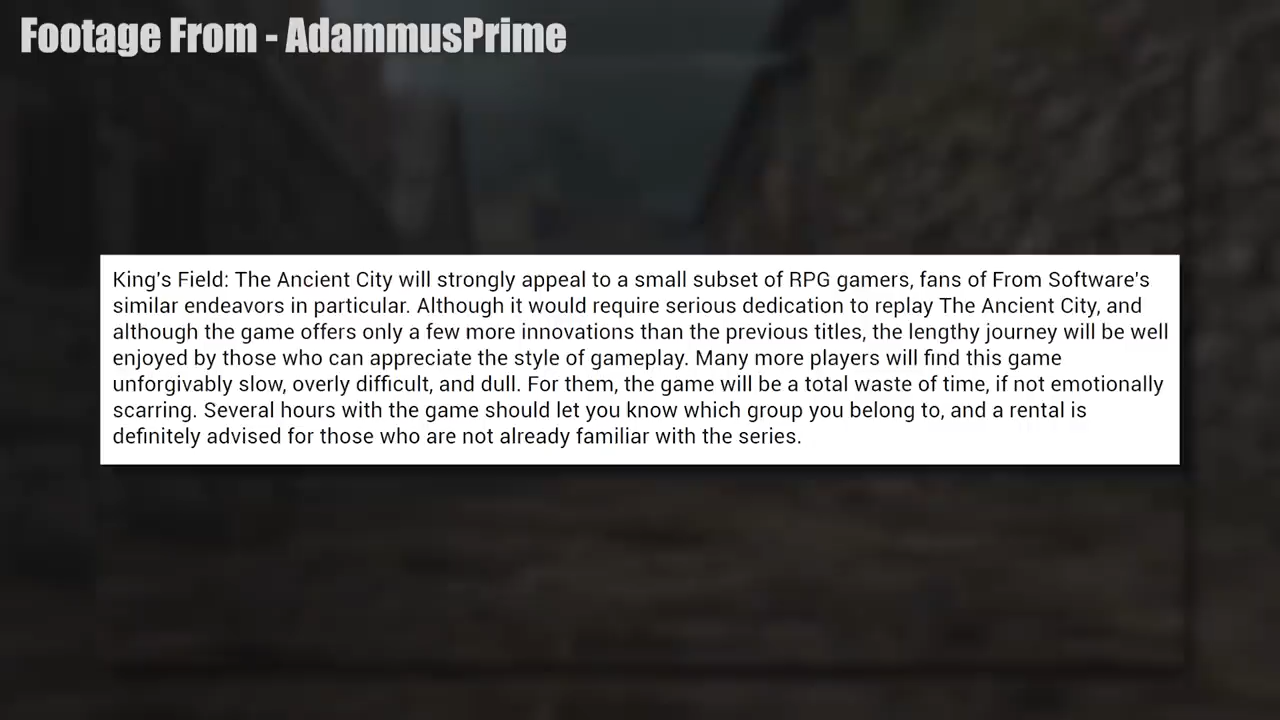 Footage From - AdammusPrime
King's Field: The Ancient City will strongly appeal to a small subset of RPG gamers, fans of From Software's
similar endeavors in particular. Although it would require serious dedication to replay The Ancient City, and
although the game offers only a few more innovations than the previous titles, the lengthy journey will be well
enjoyed by those who can appreciate the style of gameplay. Many more players will find this game
unforgivably slow, overly difficult, and dull. For them, the game will be a total waste of time, if not emotionally
scarring. Several hours with the game should let you know which group you belong to, and a rental is
definitely advised for those who are not already familiar with the series.